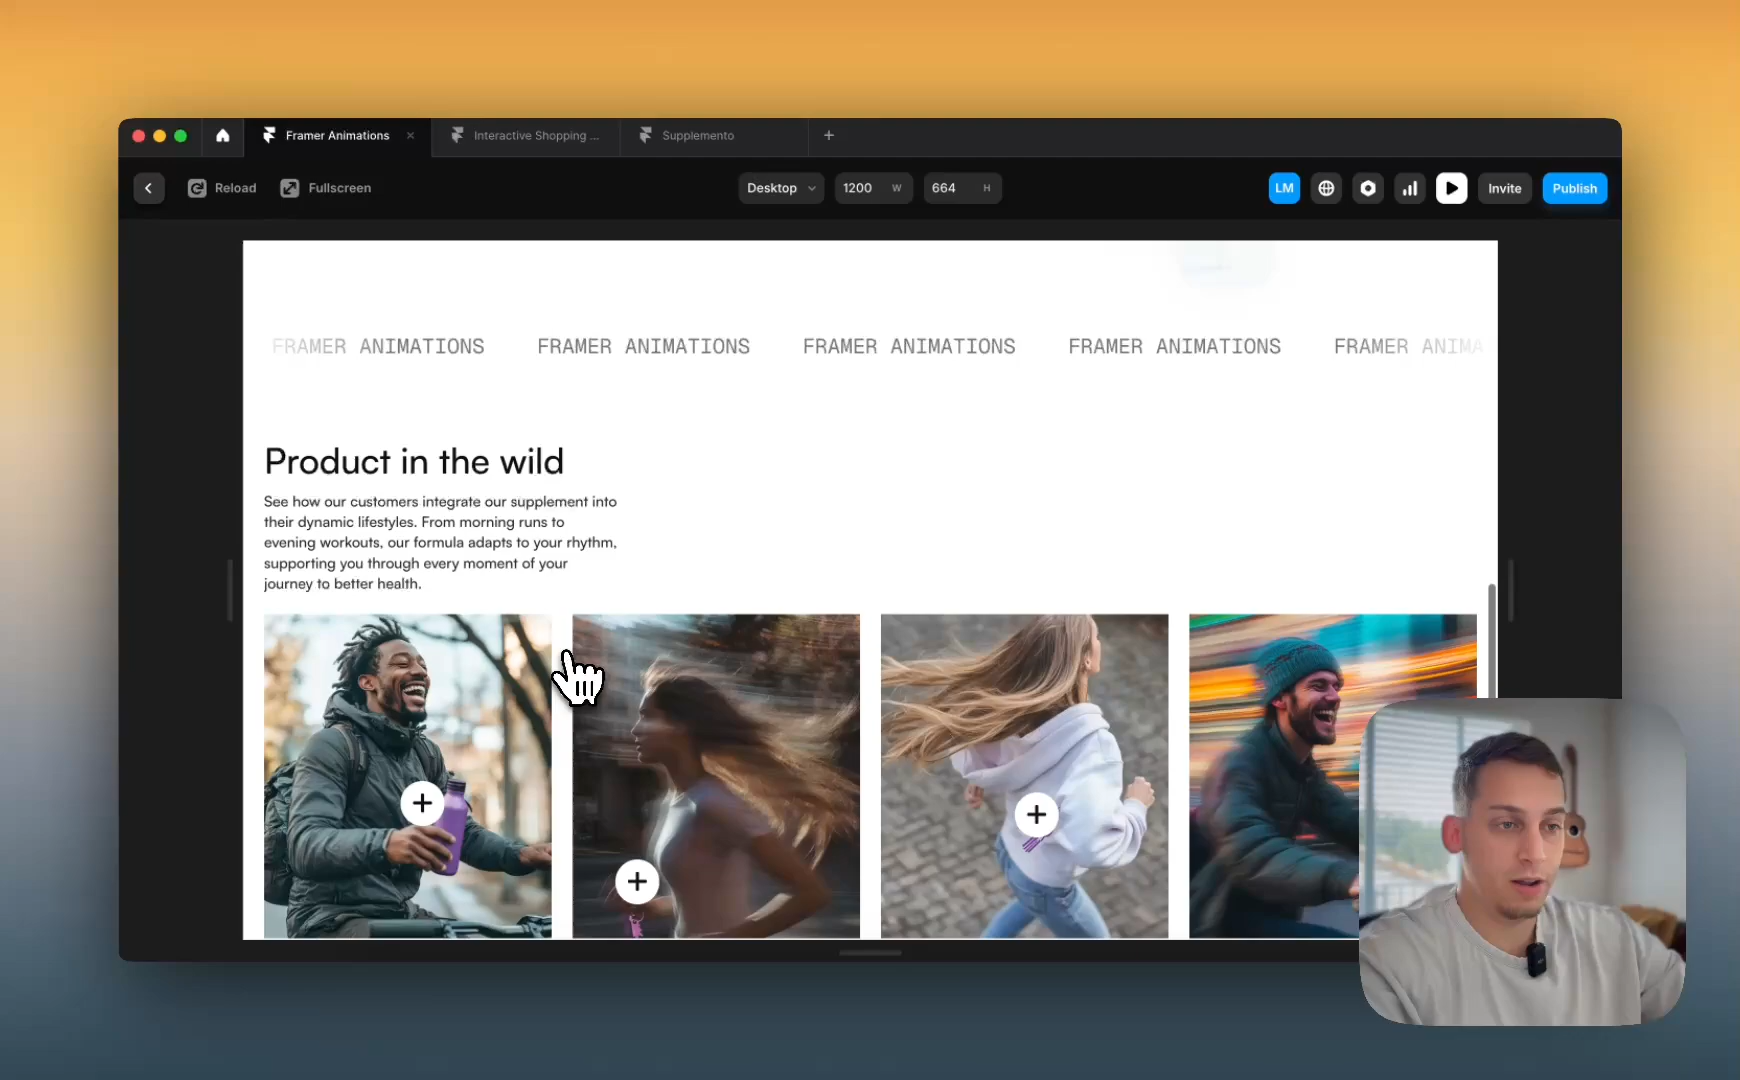 Framer Animations
Interactive Shopping ...
Supplemento
Reload
Fullscreen
Desktop
1200 W
664 H
LM
Invite
Publish
FRAMER ANIMATIONS
FRAMER ANIMATIONS
FRAMER ANIMATIONS
FRAMER ANIMATIONS
FRAMER ANIMA
Product in the wild
See how our customers integrate our supplement into
their dynamic lifestyles. From morning runs to
evening workouts, our formula adapts to your rhythm,
supporting you through every moment of your
journey to better health.